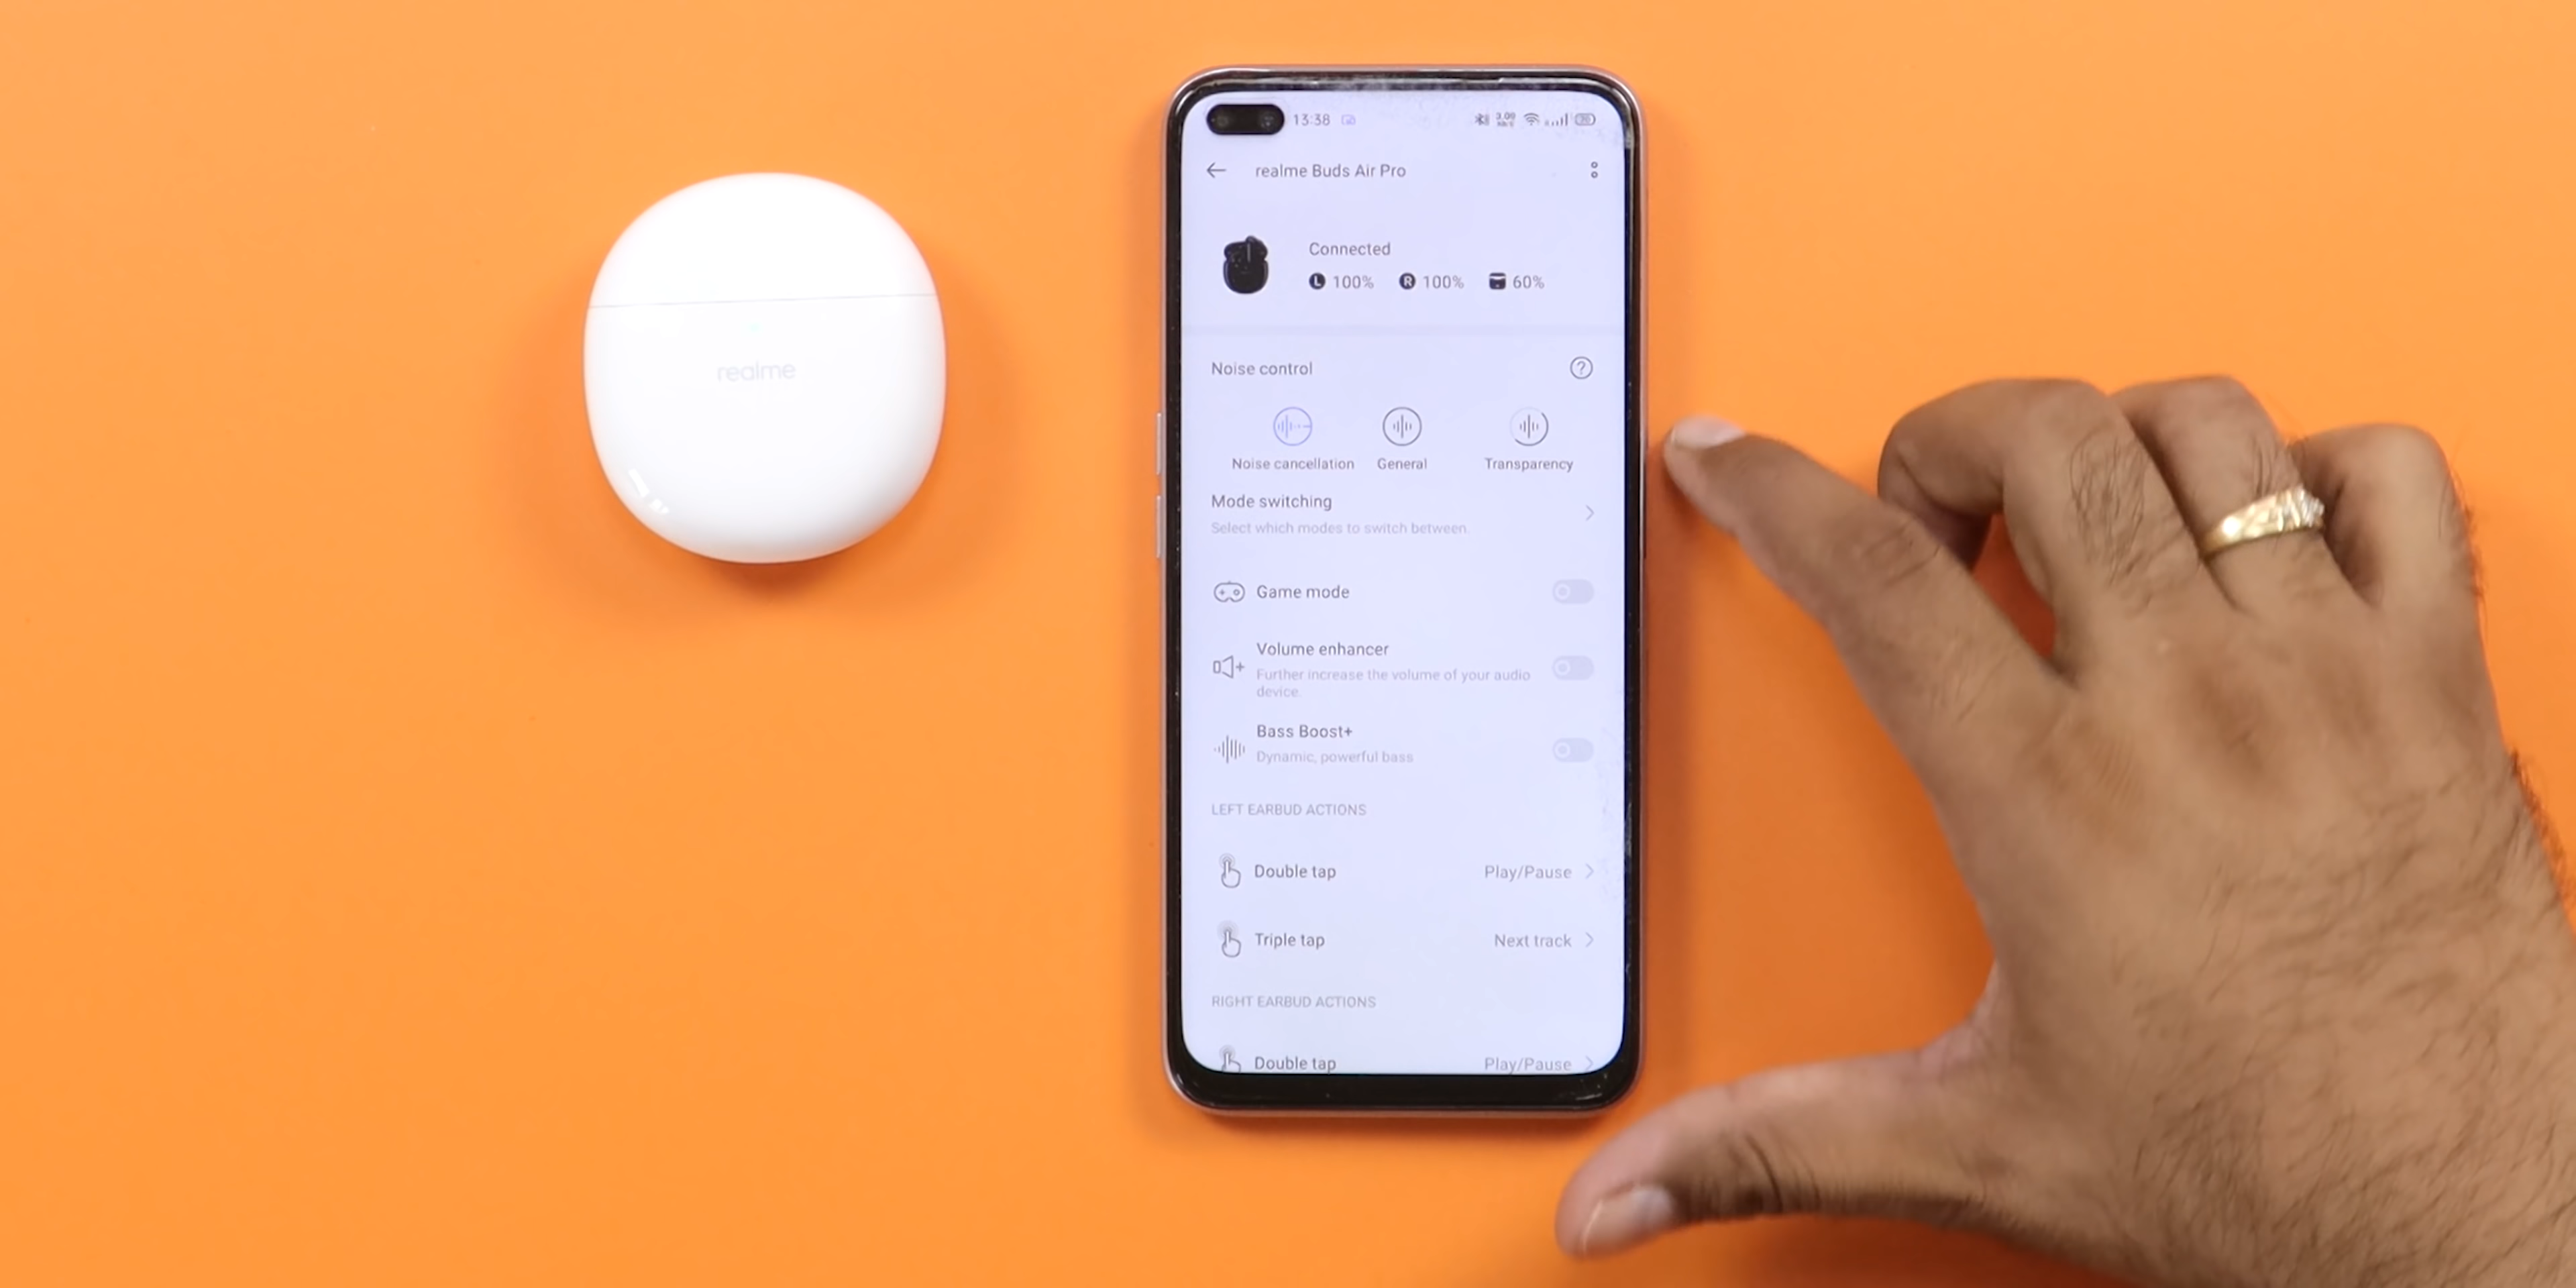 realme
13:38
realme Buds Air Pro
Connected
L 100% R 100% 60%
Noise control
Noise cancellation General Transparency
Mode switching
Select which modes to switch between.
Game mode
Volume enhancer
Further increase the volume of your audio
device.
Bass Boost+
Dynamic, powerful bass
LEFT EARBUD ACTIONS
Double tap Play/Pause
Triple tap Next track
RIGHT EARBUD ACTIONS
Double tap Play/Pause